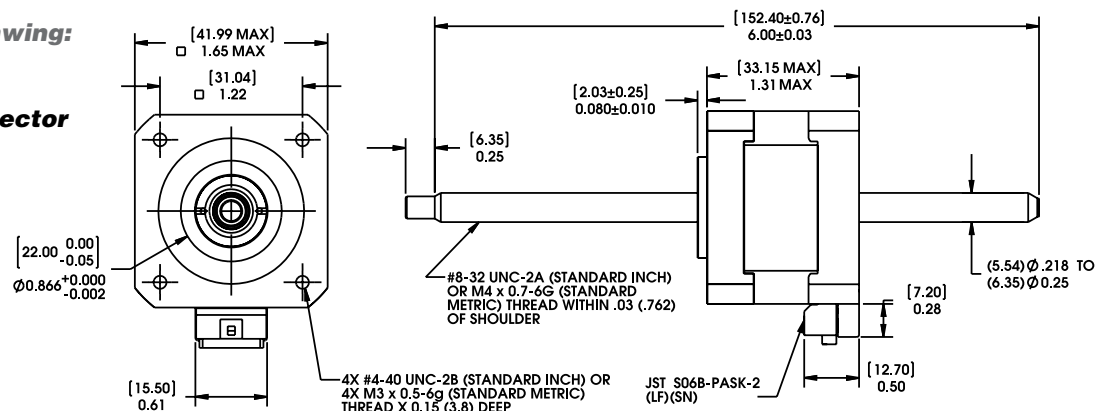 wing:
ector
[41.99 MAX]
□ 1.65 MAX
[31.04]
□ 1.22
[22.00 0.00 -0.05]
Ø0.866 +0.000 -0.002
[15.50]
0.61
4X #4-40 UNC-2B (STANDARD INCH) OR
4X M3 x 0.5-6g (STANDARD METRIC)
THREAD X 0.15 (3.8) DEEP
[152.40±0.76]
6.00±0.03
[33.15 MAX]
1.31 MAX
[2.03±0.25]
0.080±0.010
[6.35]
0.25
#8-32 UNC-2A (STANDARD INCH)
OR M4 x 0.7-6G (STANDARD
METRIC) THREAD WITHIN .03 (.762)
OF SHOULDER
(5.54) Ø .218 TO
(6.35) Ø 0.25
[7.20]
0.28
[12.70]
0.50
JST S06B-PASK-2
(LF)(SN)